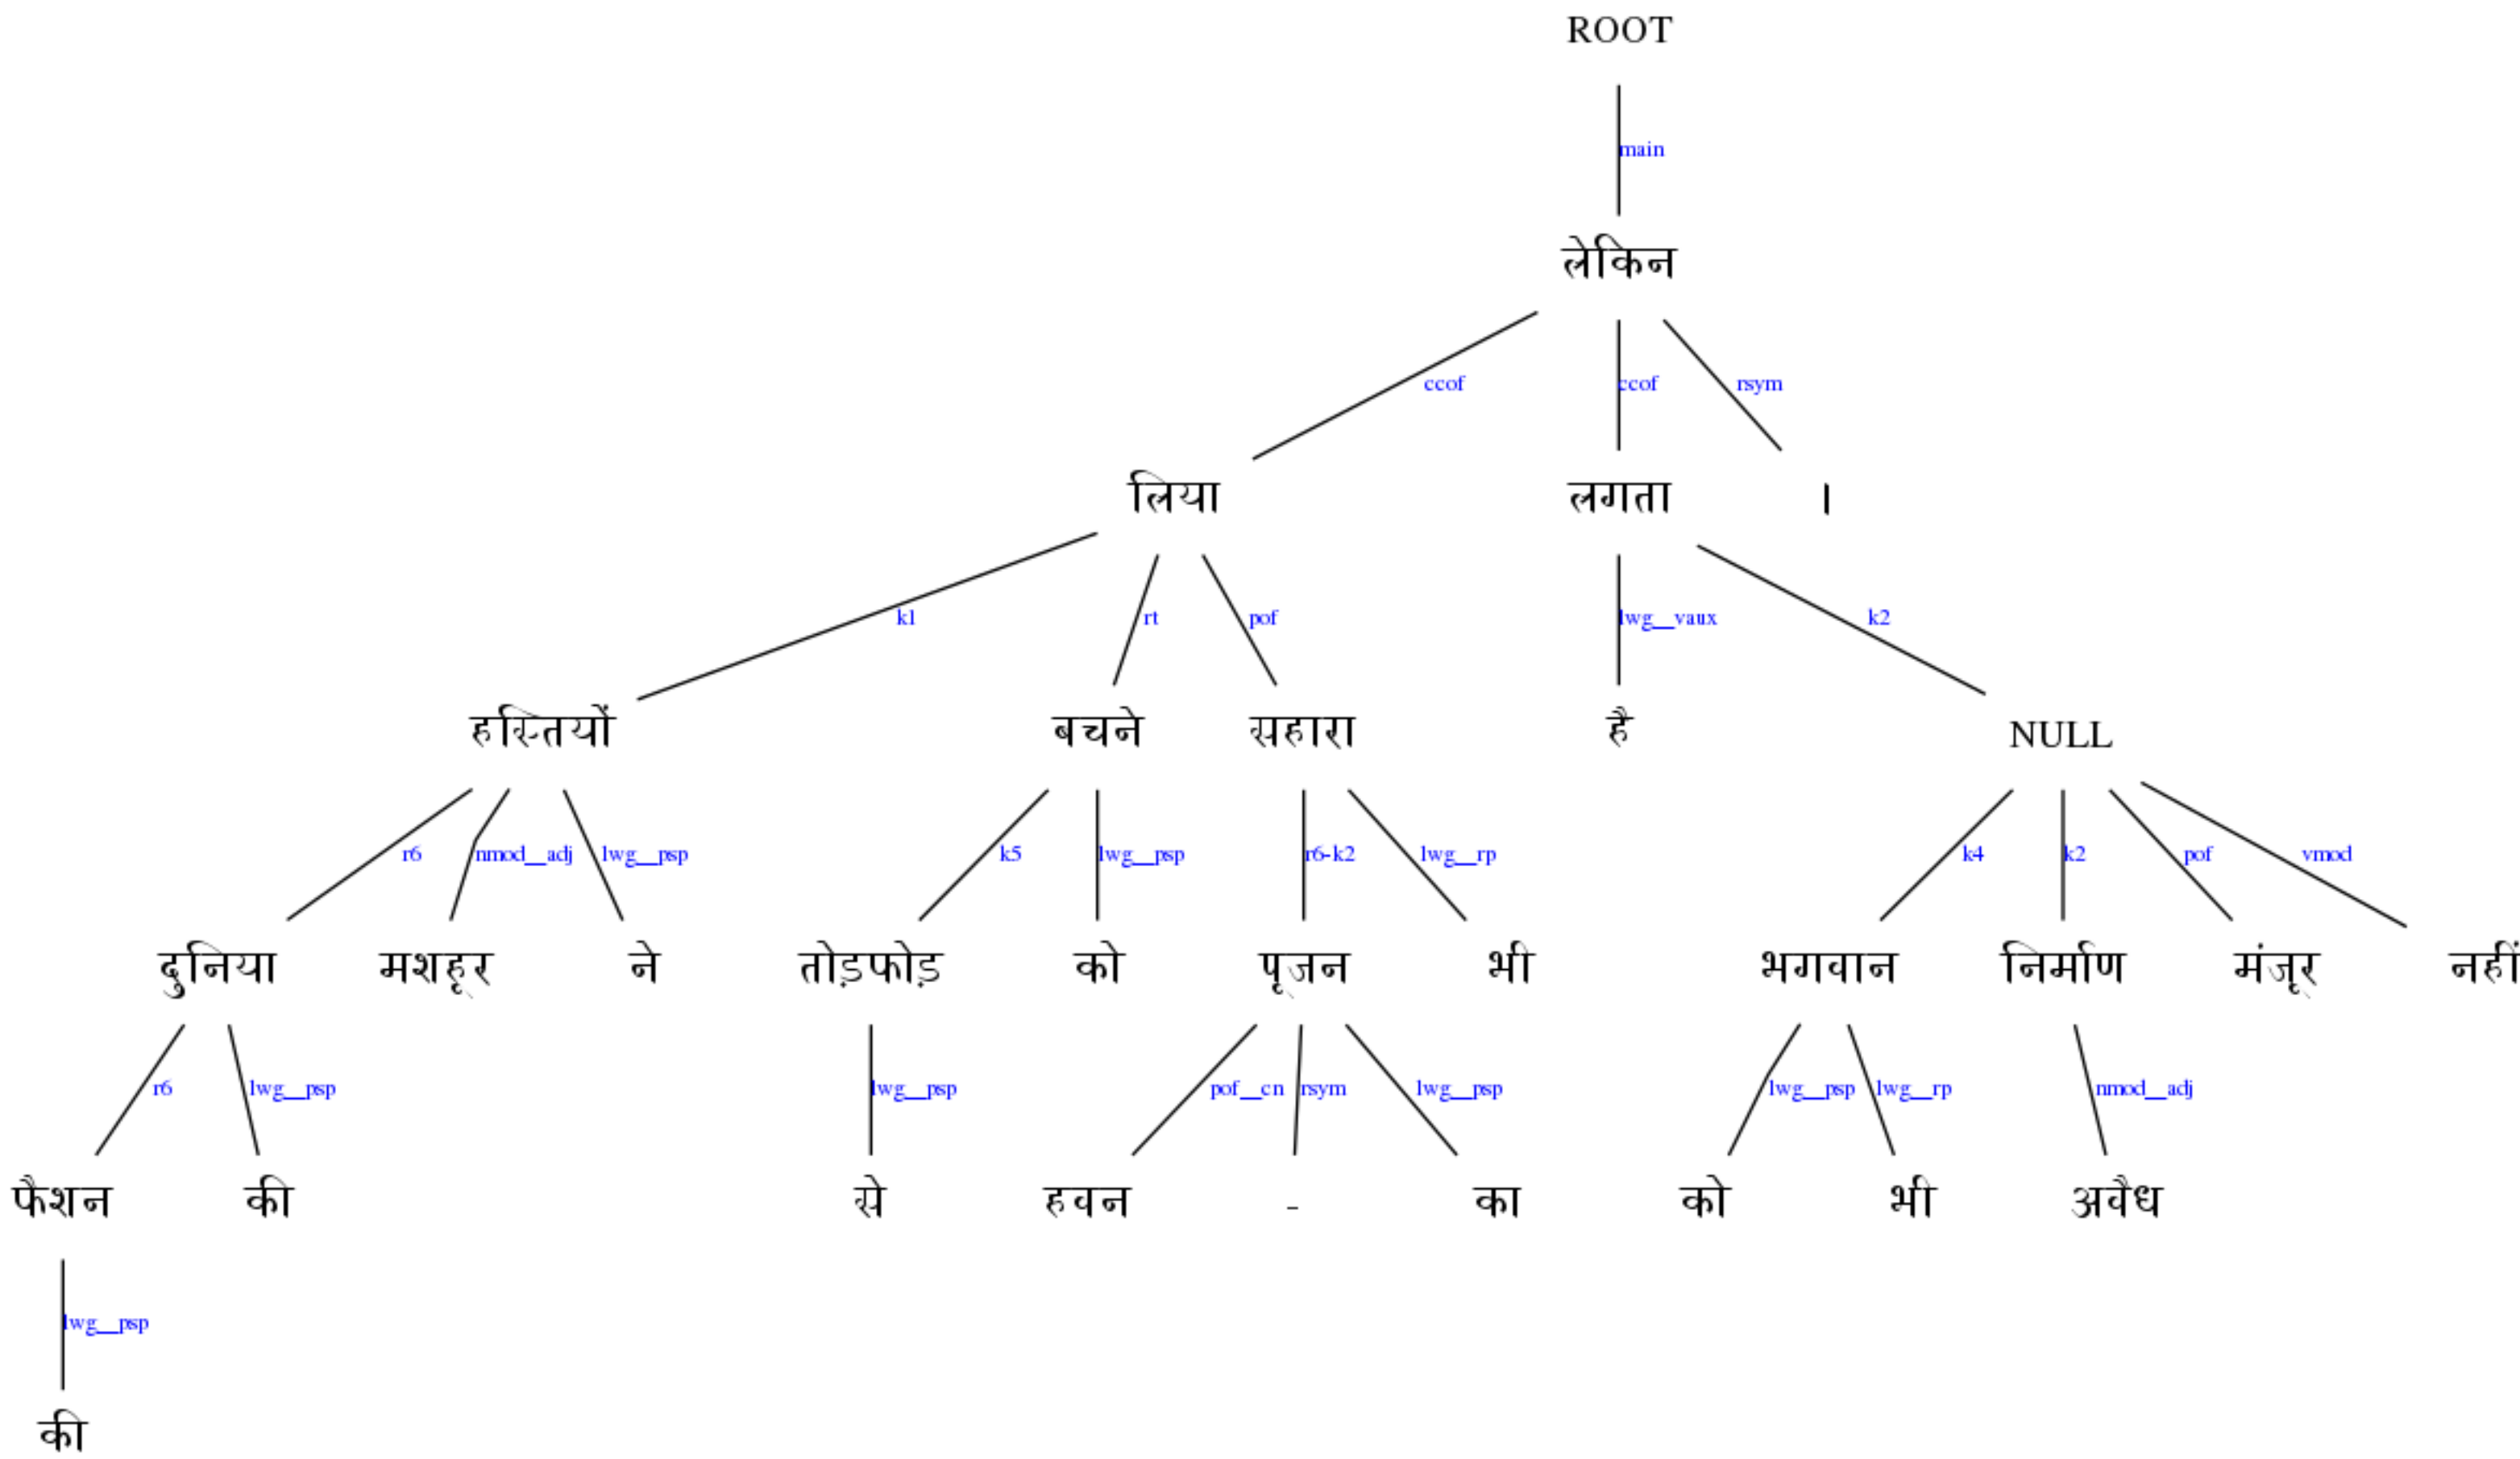 ROOT
main
लेकिन
ccof ccof rsym
लिया लगता ।
k1 rt pof lwg__vaux k2
हस्तियों बचने सहारा है NULL
r6 nmod__adj lwg__psp k5 lwg__psp r6-k2 lwg__rp k4 k2 pof vmod
दुनिया मशहूर ने तोड़फोड़ को पूजन भी भगवान निर्माण मंजूर नहीं
r6 lwg__psp lwg__psp pof__cn rsym lwg__psp lwg__psp lwg__rp nmod__adj
फैशन की से हवन - का को भी अवैध
lwg__psp
की